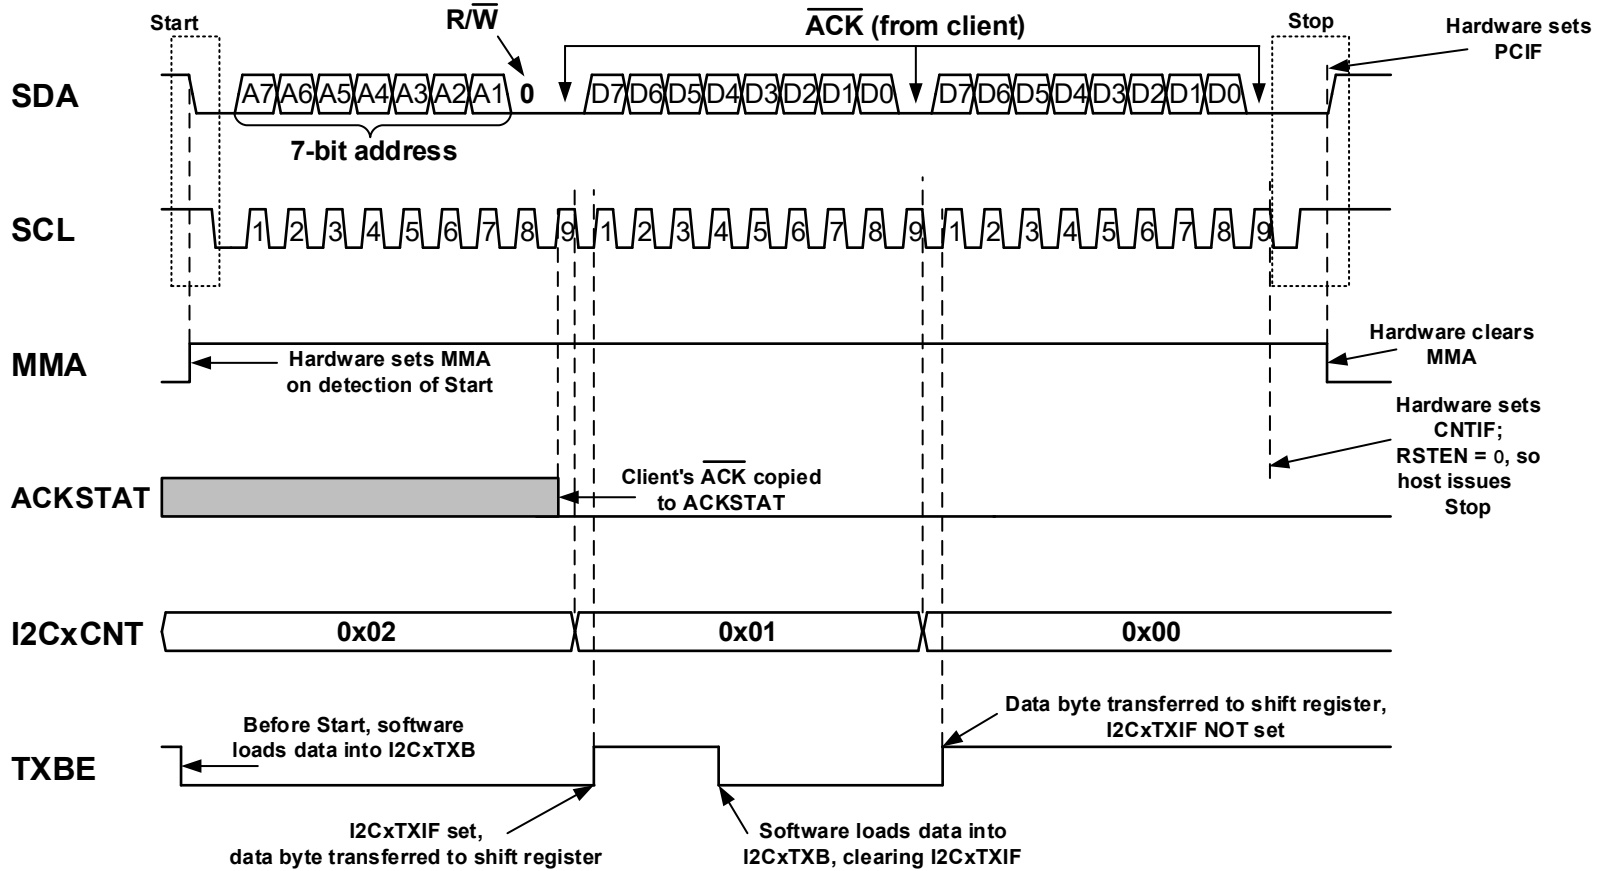 Start
R/W
ACK (from client)
Stop
Hardware sets
PCIF
SDA
A7 A6 A5 A4 A3 A2 A1 0 D7 D6 D5 D4 D3 D2 D1 D0 D7 D6 D5 D4 D3 D2 D1 D0
7-bit address
SCL
1 2 3 4 5 6 7 8 9 1 2 3 4 5 6 7 8 9 1 2 3 4 5 6 7 8 9
MMA
Hardware sets MMA
on detection of Start
Hardware clears
MMA
Hardware sets
CNTIF;
RSTEN = 0, so
host issues
Stop
ACKSTAT
Client's ACK copied
to ACKSTAT
I2CxCNT
0x02 0x01 0x00
TXBE
Before Start, software
loads data into I2CxTXB
Data byte transferred to shift register,
I2CxTXIF NOT set
I2CxTXIF set,
data byte transferred to shift register
Software loads data into
I2CxTXB, clearing I2CxTXIF